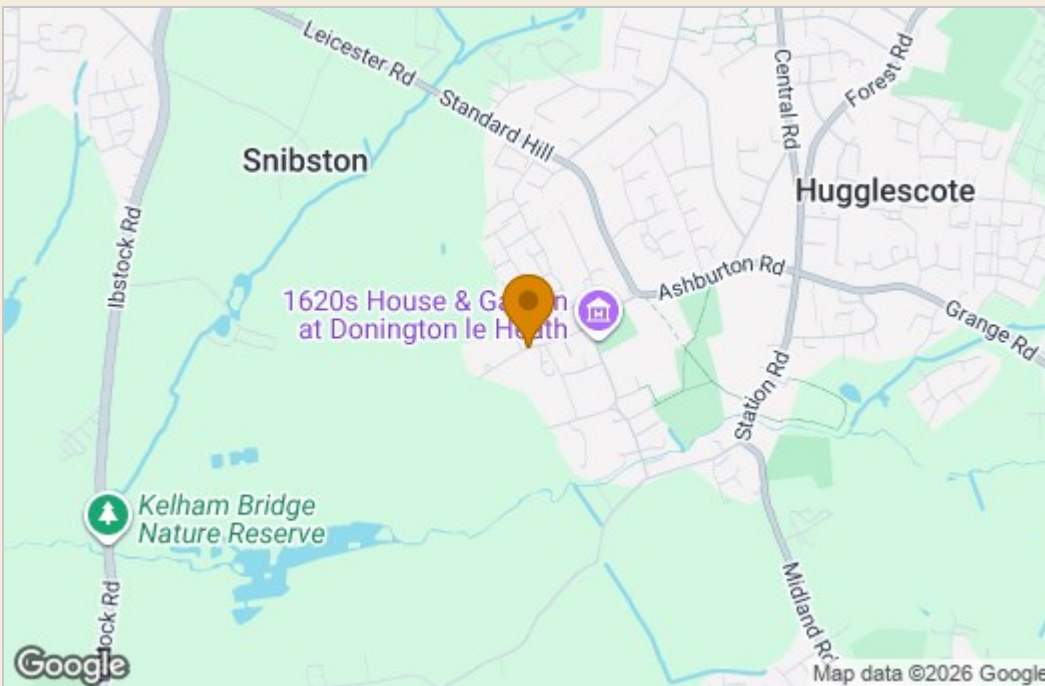 Leicester Rd
Standard Hill
Central Rd
Forest Rd
Snibston
Hugglescote
Ibstock Rd
Ashburton Rd
1620s House & Ga
at Donington le H
Grange Rd
Station Rd
Kelham Bridge
Nature Reserve
Midland Rd
ock Rd
Google
Map data ©2026 Google